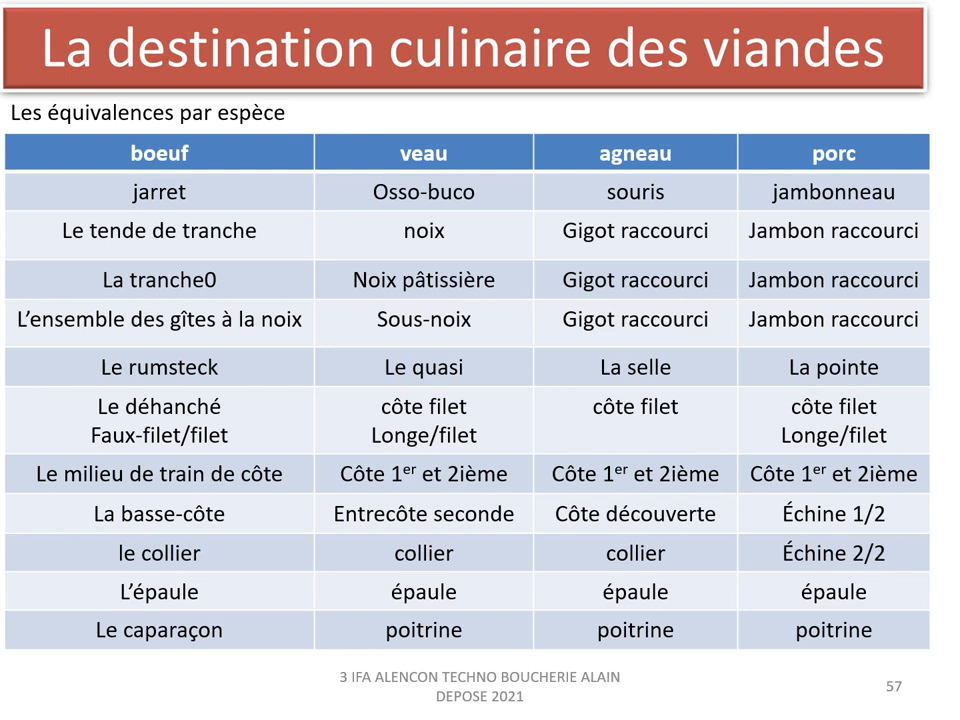 La destination culinaire des viandes
Les équivalences par espèce
boeuf veau agneau porc
jarret Osso-buco souris jambonneau
Le tende de tranche noix Gigot raccourci Jambon raccourci
La tranche0 Noix pâtissière Gigot raccourci Jambon raccourci
L’ensemble des gîtes à la noix Sous-noix Gigot raccourci Jambon raccourci
Le rumsteck Le quasi La selle La pointe
Le déhanché côte filet côte filet côte filet
Faux-filet/filet Longe/filet Longe/filet
Le milieu de train de côte Côte 1er et 2ième Côte 1er et 2ième Côte 1er et 2ième
La basse-côte Entrecôte seconde Côte découverte Échine 1/2
le collier collier collier Échine 2/2
L’épaule épaule épaule épaule
Le caparaçon poitrine poitrine poitrine
3 IFA ALENCON TECHNO BOUCHERIE ALAIN
DEPOSE 2021
57